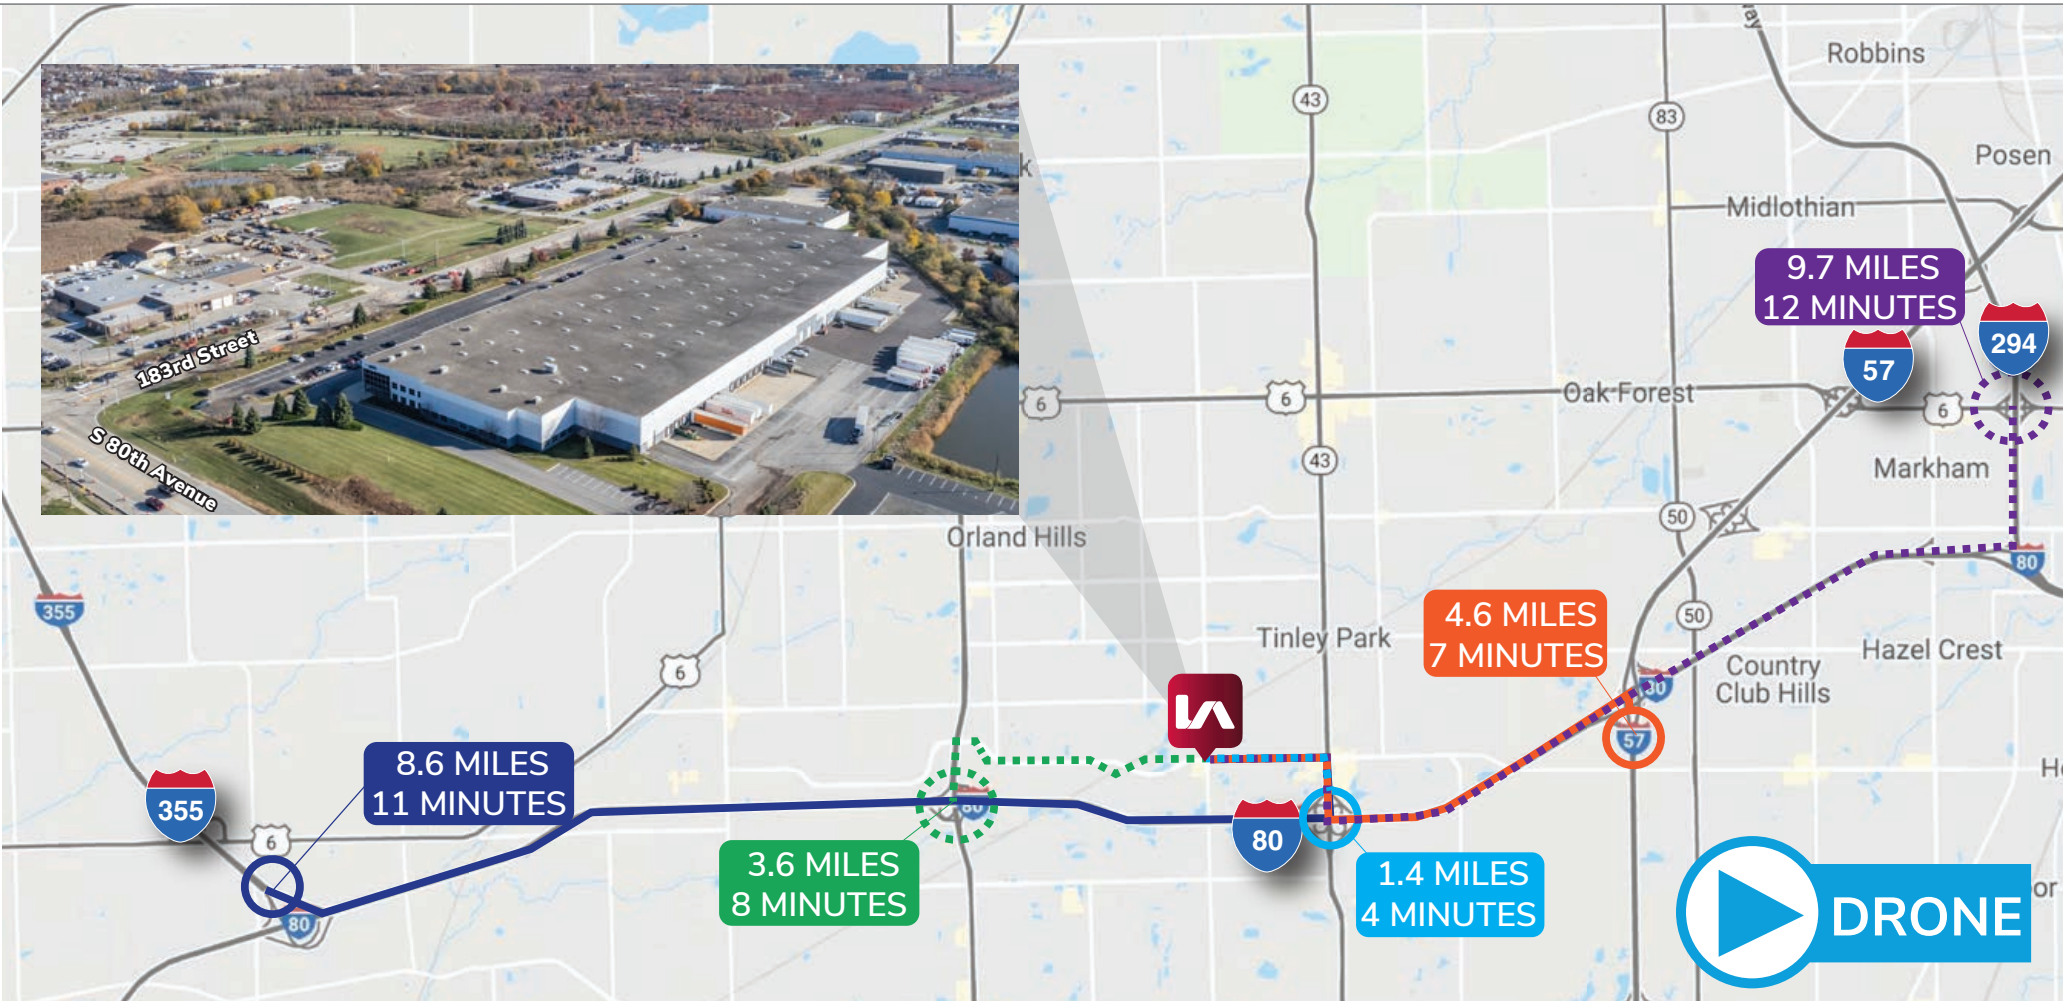 Robbins
43
83
Posen
Midlothian
k
9.7 MILES
12 MINUTES
294
57
183rd Street
S 80th Avenue
6
6
Oak Forest
6
43
Markham
50
Orland Hills
80
355
50
4.6 MILES
7 MINUTES
Tinley Park
Hazel Crest
Country
Club Hills
6
80
57
8.6 MILES
11 MINUTES
355
80
80
6
3.6 MILES
8 MINUTES
1.4 MILES
4 MINUTES
80
DRONE